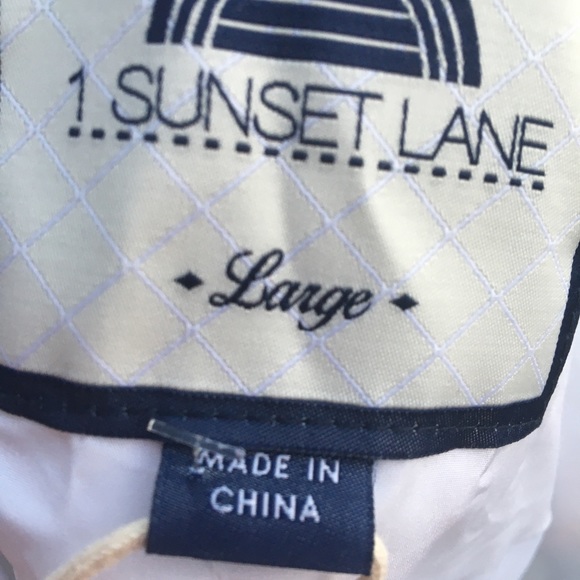 1 SUNSET LANE
Large
MADE IN
CHINA